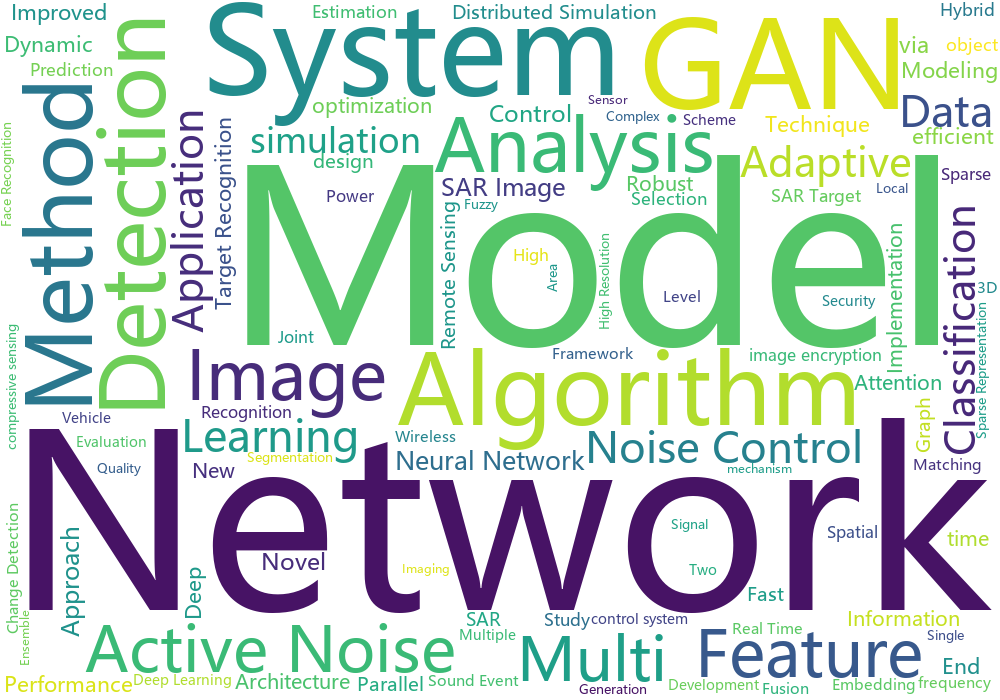 Improved
Estimation
Distributed Simulation
Hybrid
System
GAN
Dynamic
Prediction
Detection
Method
via
object
Modeling
optimization
Sensor
Complex
Scheme
Control
Technique
Data
efficient
Face Recognition
Application
Target Recognition
simulation
design
Analysis
Adaptive
Power
SAR Image
Fuzzy
Robust
Selection
SAR Target
Local
Sparse
Model
Remote Sensing
High
Area
High Resolution
Level
Security
Implementation
Classification
3D
Sparse Representation
Joint
Framework
image encryption
compressive sensing
Image
Algorithm
Attention
Vehicle
Recognition
Learning
Evaluation
Segmentation
Quality
New
Wireless
Neural Network
Noise Control
mechanism
Graph
Matching
Network
Change Detection
Approach
Novel
Deep
Imaging
Signal
Two
Spatial
time
Fast
Ensemble
SAR
Study
control system
Multiple
Real Time
Information
Single
Active Noise
Multi
Feature
End
Performance
Deep Learning
Architecture
Parallel
Sound Event
Generation
Development
Fusion
Embedding
frequency